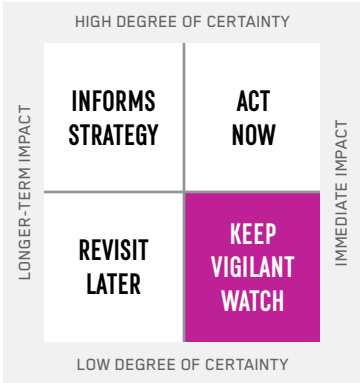 HIGH DEGREE OF CERTAINTY
LONGER-TERM IMPACT
INFORMS
STRATEGY
ACT
NOW
IMMEDIATE IMPACT
REVISIT
LATER
KEEP
VIGILANT
WATCH
LOW DEGREE OF CERTAINTY